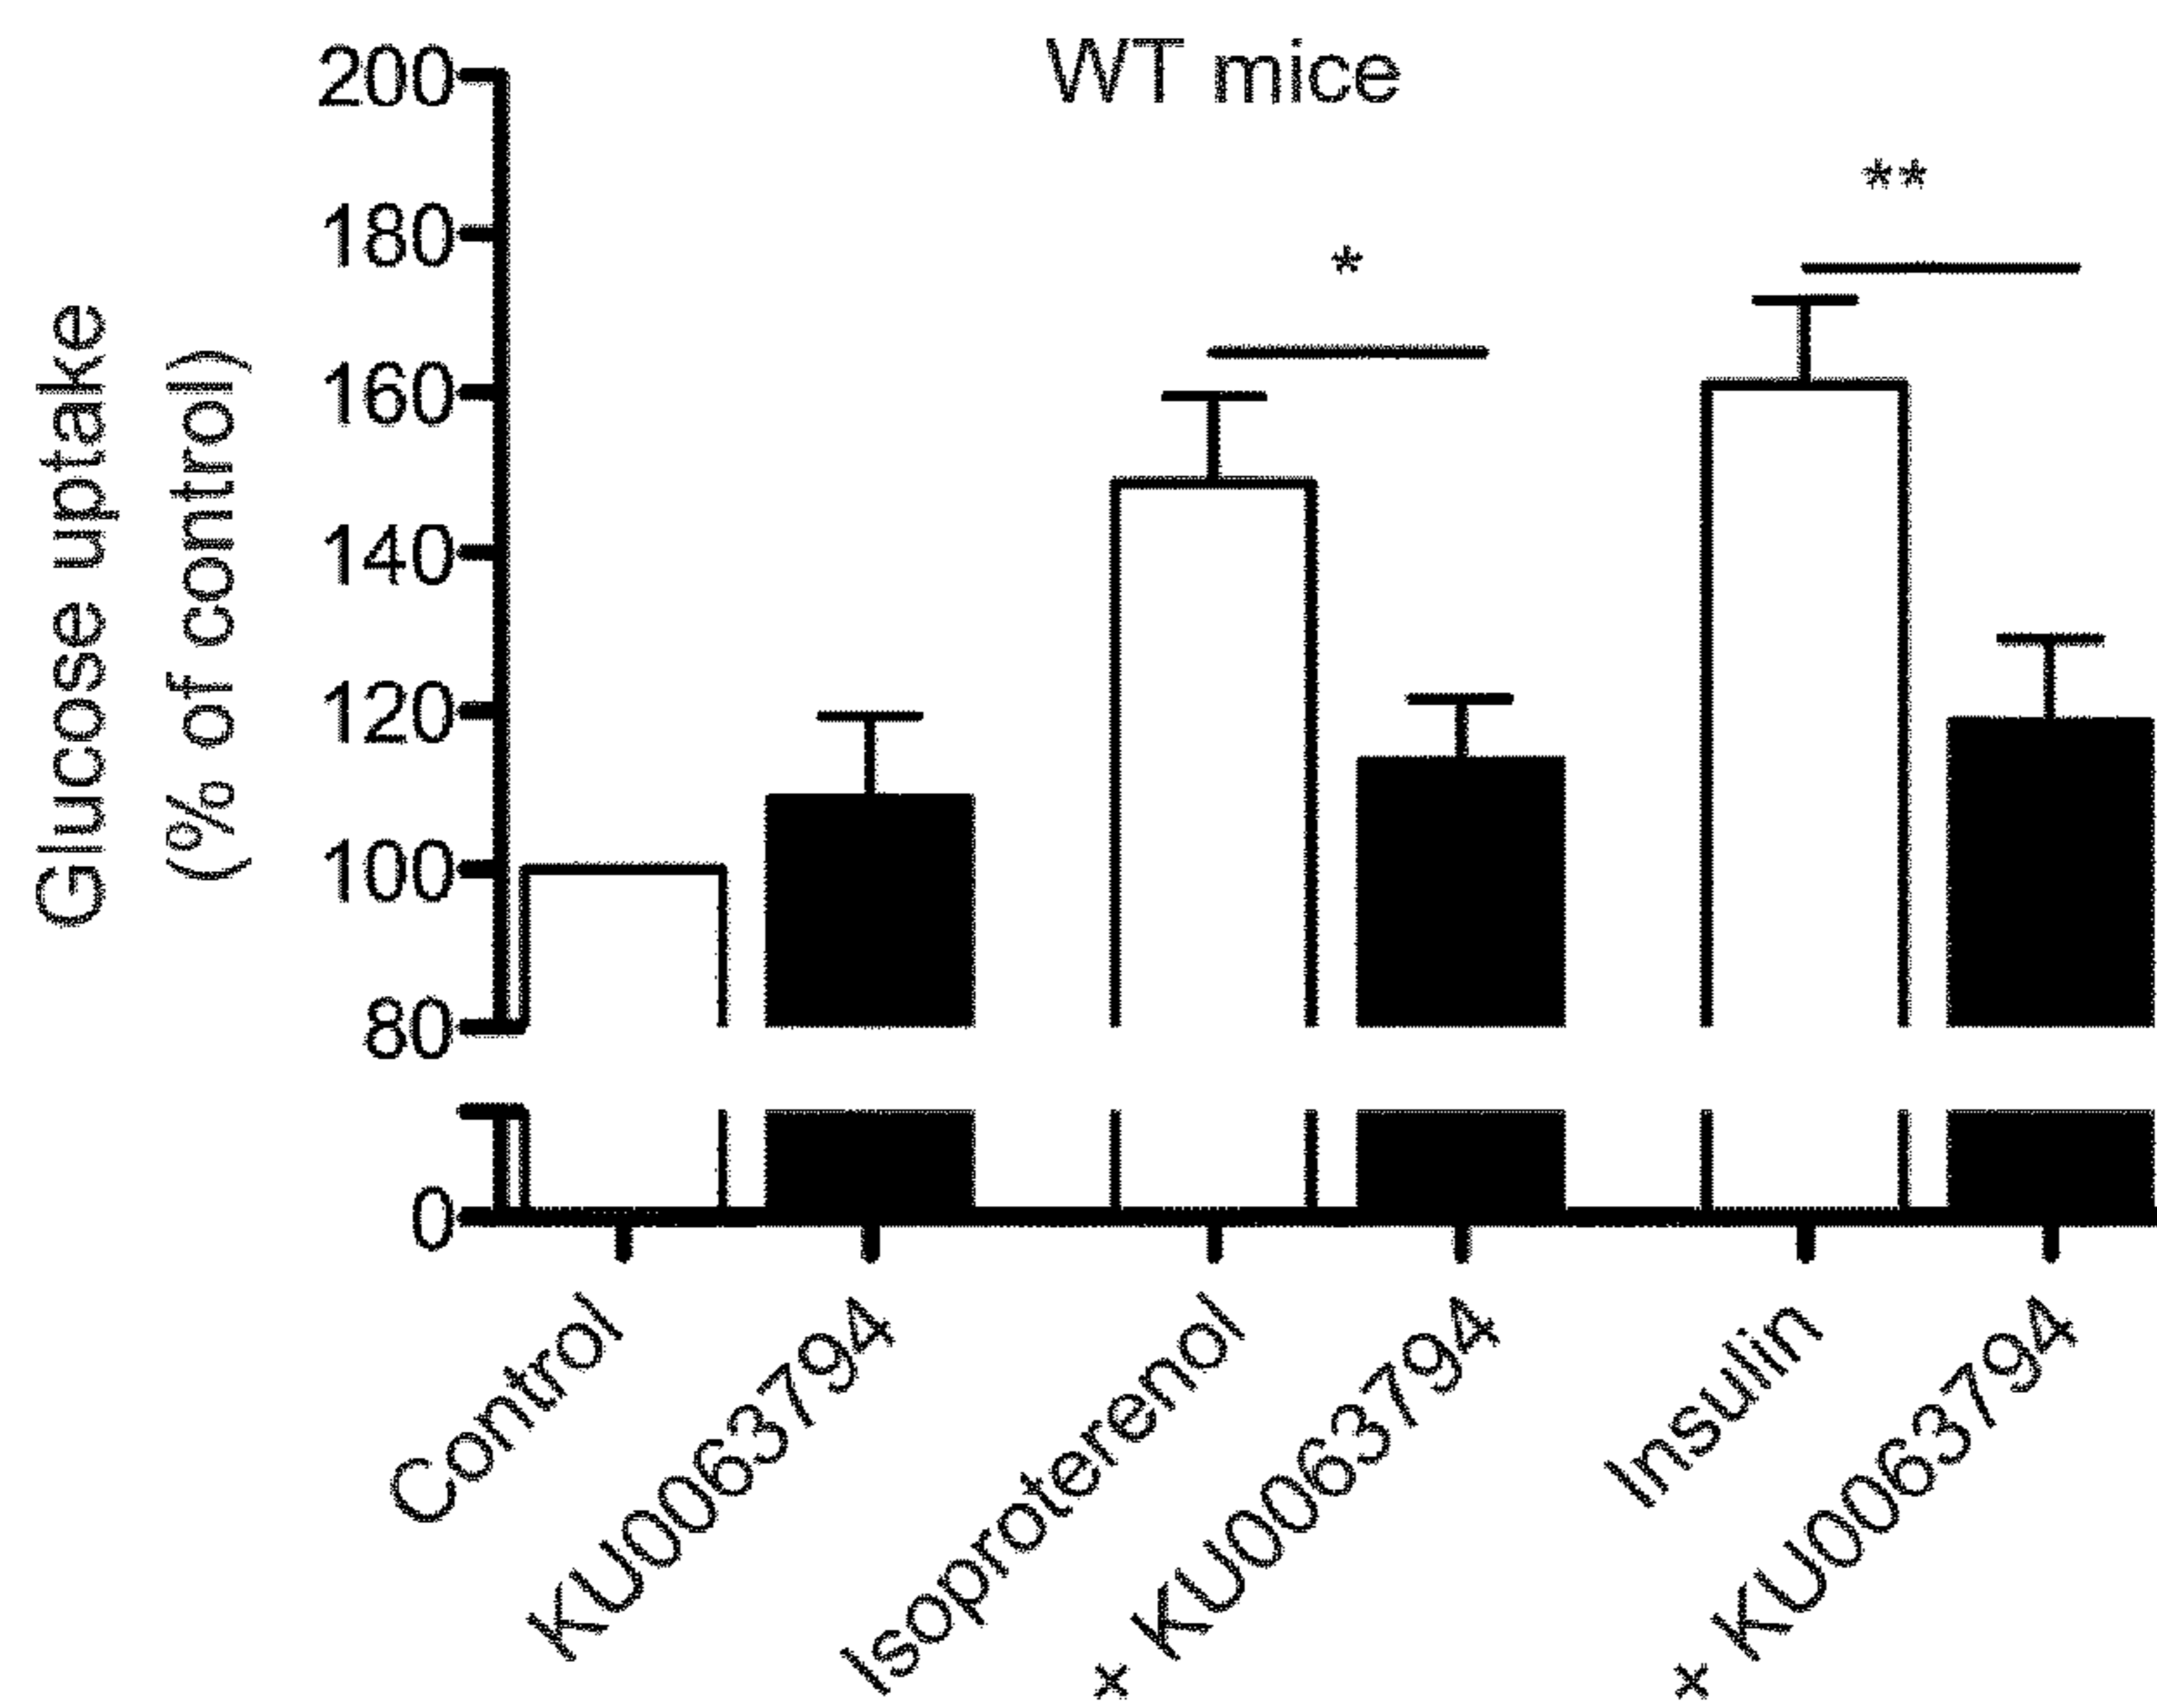 WT mice
Glucose uptake
(% of control)
200
180
160
140
120
100
80
0
*
**
Control
KU0063794
Isoproterenol
+ KU0063794
Insulin
+ KU0063794